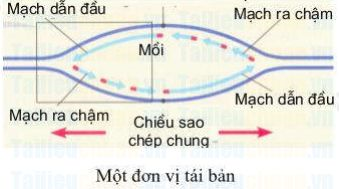 Mạch dẫn đầu
Mạch ra chậm
Mổi
Mạch ra chậm
Mạch dẫn đầu
Chiều sao
chép chung
Một đơn vị tái bản